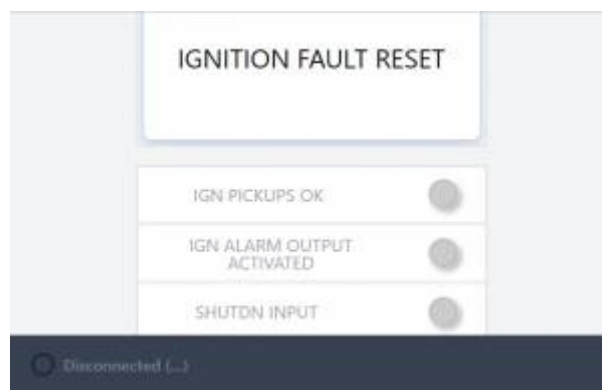 IGNITION FAULT RESET
IGN PICKUPS OK
IGN ALARM OUTPUT
ACTIVATED
SHUTDN INPUT
Disconnected (...)